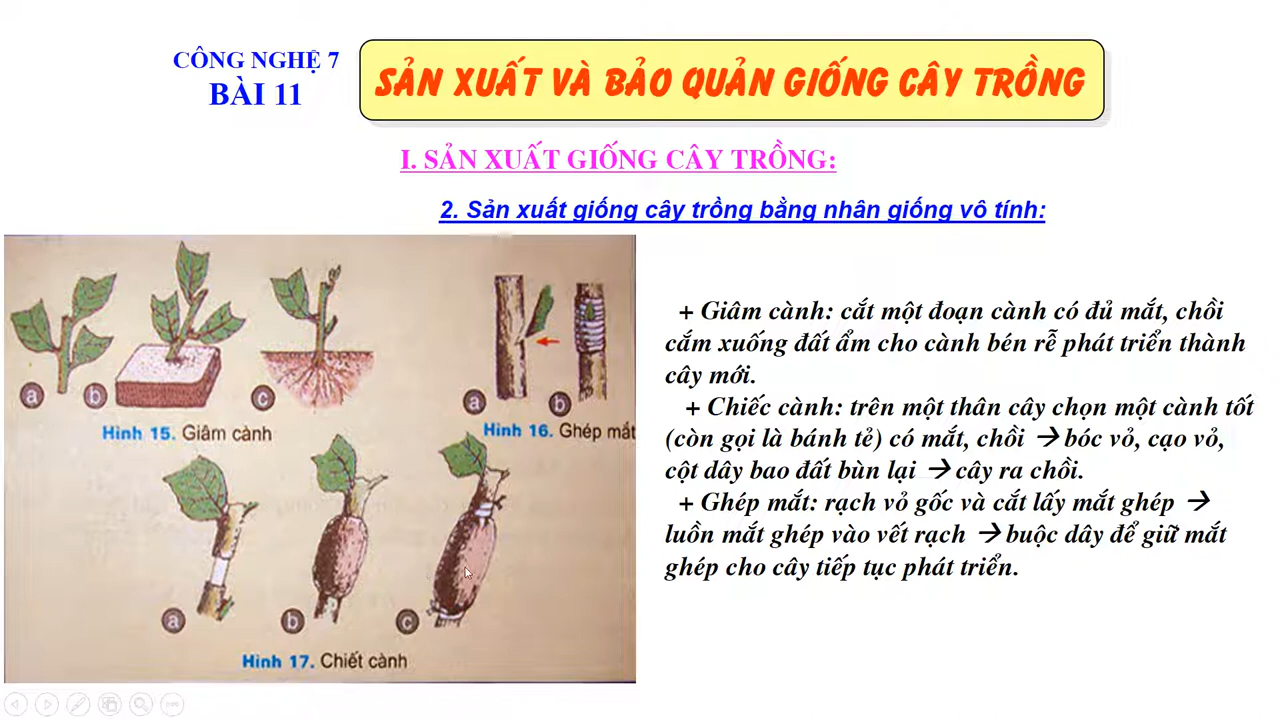 CÔNG NGHỆ 7
BÀI 11
SẢN XUẤT VÀ BẢO QUẢN GIỐNG CÂY TRỒNG
I. SẢN XUẤT GIỐNG CÂY TRỒNG:
2. Sản xuất giống cây trồng bằng nhân giống vô tính:
a b c a b
Hình 15. Giâm cành
Hình 16. Ghép mắt
a b c
Hình 17. Chiết cành
+ Giâm cành: cắt một đoạn cành có đủ mắt, chồi
cắm xuống đất ẩm cho cành bén rễ phát triển thành
cây mới.
+ Chiếc cành: trên một thân cây chọn một cành tốt
(còn gọi là bánh tẻ) có mắt, chồi → bóc vỏ, cạo vỏ,
cột dây bao đất bùn lại → cây ra chồi.
+ Ghép mắt: rạch vỏ gốc và cắt lấy mắt ghép →
luồn mắt ghép vào vết rạch → buộc dây để giữ mắt
ghép cho cây tiếp tục phát triển.